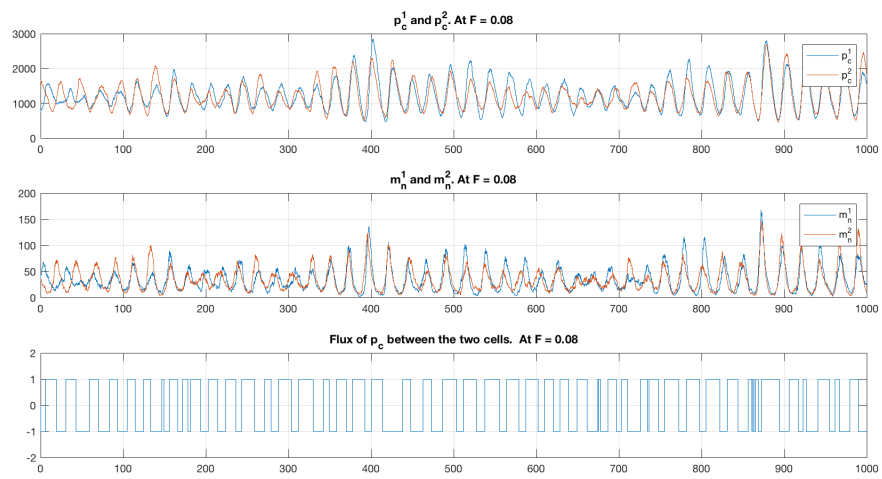 p_c^1 and p_c^2. At F = 0.08
3000
2000
1000
0
0 100 200 300 400 500 600 700 800 900 1000
p_c^1
p_c^2
m_n^1 and m_n^2. At F = 0.08
200
150
100
50
0
0 100 200 300 400 500 600 700 800 900 1000
m_n^1
m_n^2
Flux of p_c between the two cells. At F = 0.08
2
1
0
-1
-2
0 100 200 300 400 500 600 700 800 900 1000